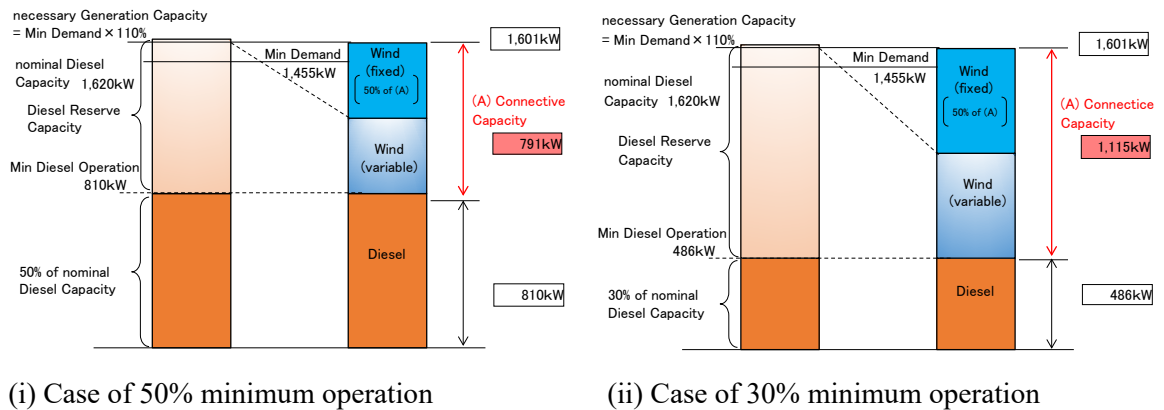 necessary Generation Capacity
= Min Demand×110%
1,601kW
Min Demand
1,455kW
nominal Diesel
Capacity 1,620kW
Diesel Reserve
Capacity
Min Diesel Operation
810kW
50% of nominal
Diesel Capacity
Wind
(fixed)
50% of (A)
Wind
(variable)
Diesel
(A) Connective
Capacity
791kW
810kW
(i) Case of 50% minimum operation
necessary Generation Capacity
= Min Demand×110%
1,601kW
Min Demand
1,455kW
nominal Diesel
Capacity 1,620kW
Diesel Reserve
Capacity
Min Diesel Operation
486kW
30% of nominal
Diesel Capacity
Wind
(fixed)
50% of (A)
Wind
(variable)
Diesel
(A) Connectice
Capacity
1,115kW
486kW
(ii) Case of 30% minimum operation